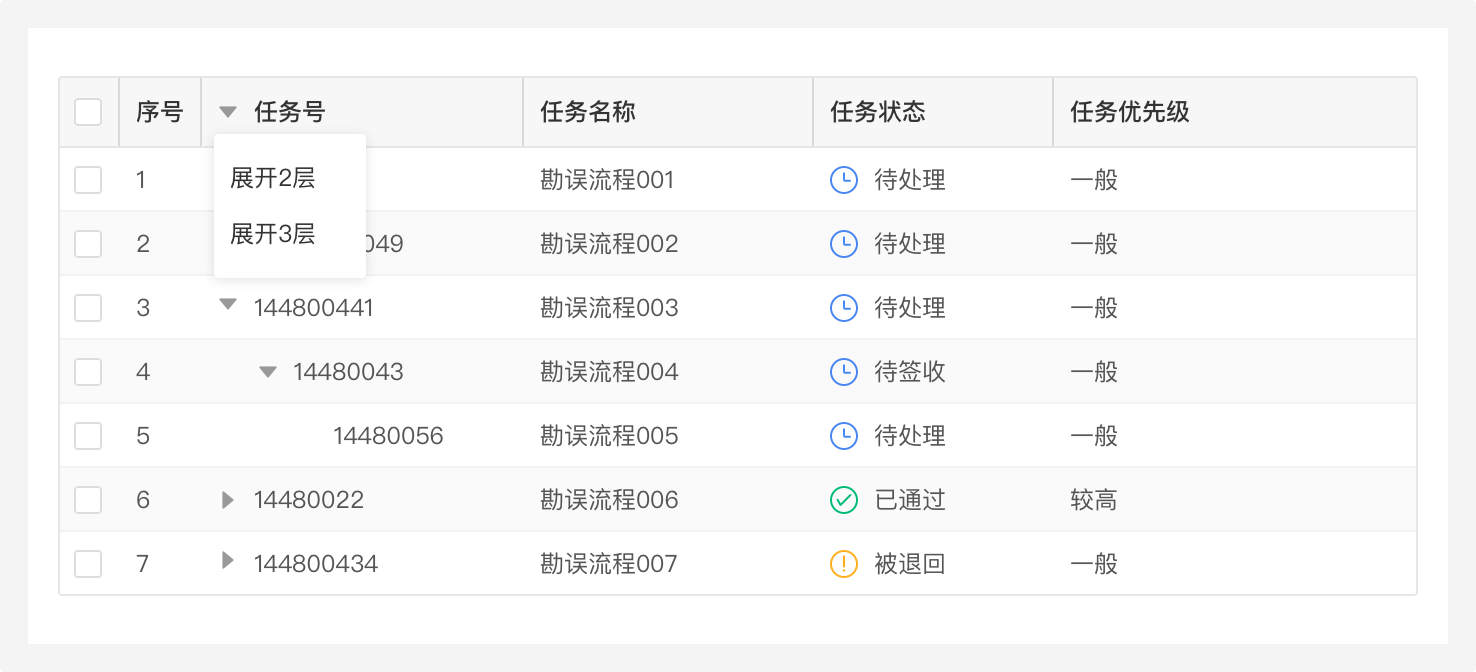 序号 任务号 任务名称 任务状态 任务优先级
1 展开2层 勘误流程001 待处理 一般
2 展开3层 049 勘误流程002 待处理 一般
3 144800441 勘误流程003 待处理 一般
4 14480043 勘误流程004 待签收 一般
5 14480056 勘误流程005 待处理 一般
6 14480022 勘误流程006 已通过 较高
7 144800434 勘误流程007 被退回 一般